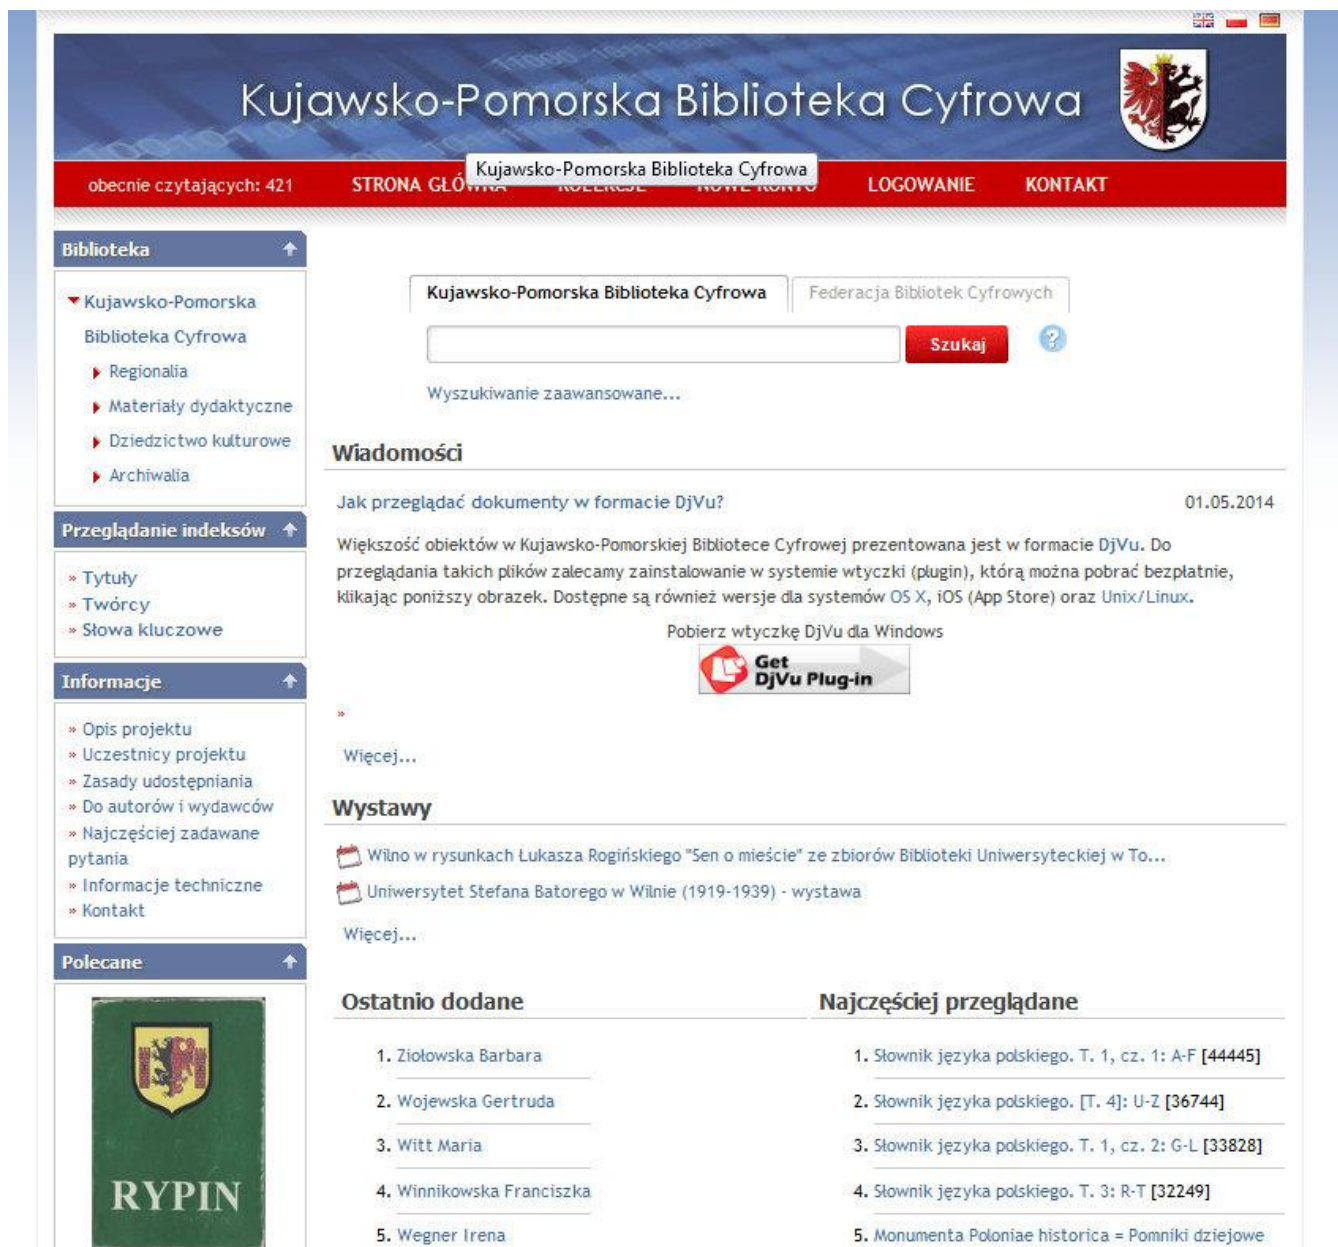 Kujawsko-Pomorska Biblioteka Cyfrowa
Kujawsko-Pomorska Biblioteka Cyfrowa
obecnie czytających: 421
STRONA GŁÓWNA
KOLEKCJE
NOWE KONTO
LOGOWANIE
KONTAKT
Biblioteka
Kujawsko-Pomorska
Biblioteka Cyfrowa
Regionalia
Materiały dydaktyczne
Dziedzictwo kulturowe
Archiwalia
Przeglądanie indeksów
» Tytuły
» Twórcy
» Słowa kluczowe
Informacje
» Opis projektu
» Uczestnicy projektu
» Zasady udostępniania
» Do autorów i wydawców
» Najczęściej zadawane
pytania
» Informacje techniczne
» Kontakt
Polecane
RYPIN
Kujawsko-Pomorska Biblioteka Cyfrowa
Federacja Bibliotek Cyfrowych
Szukaj
?
Wyszukiwanie zaawansowane...
Wiadomości
Jak przeglądać dokumenty w formacie DjVu? 01.05.2014
Większość obiektów w Kujawsko-Pomorskiej Bibliotece Cyfrowej prezentowana jest w formacie DjVu. Do
przeglądania takich plików zalecamy zainstalowanie w systemie wtyczki (plugin), którą można pobrać bezpłatnie,
klikając poniższy obrazek. Dostępne są również wersje dla systemów OS X, iOS (App Store) oraz Unix/Linux.
Pobierz wtyczkę DjVu dla Windows
Get
DjVu Plug-in
»
Więcej...
Wystawy
Wilno w rysunkach Łukasza Rogińskiego "Sen o mieście" ze zbiorów Biblioteki Uniwersyteckiej w To...
Uniwersytet Stefana Batorego w Wilnie (1919-1939) - wystawa
Więcej...
Ostatnio dodane
1. Ziołowska Barbara
2. Wojewska Gertruda
3. Witt Maria
4. Winnikowska Franciszka
5. Wegner Irena
Najczęściej przeglądane
1. Słownik języka polskiego. T. 1, cz. 1: A-F [44445]
2. Słownik języka polskiego. [T. 4]: U-Z [36744]
3. Słownik języka polskiego. T. 1, cz. 2: G-L [33828]
4. Słownik języka polskiego. T. 3: R-T [32249]
5. Monumenta Poloniae historica = Pomniki dziejowe